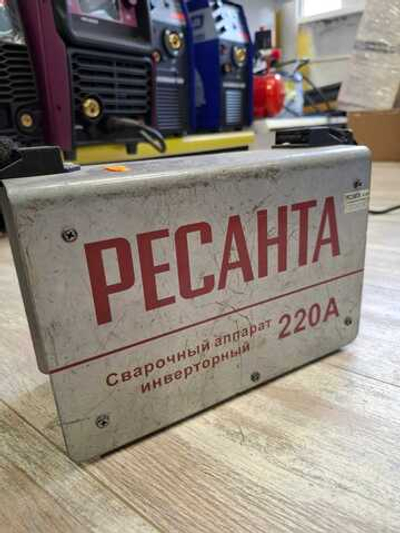 РЕСАНТА
Сварочный аппарат
инверторный
220А